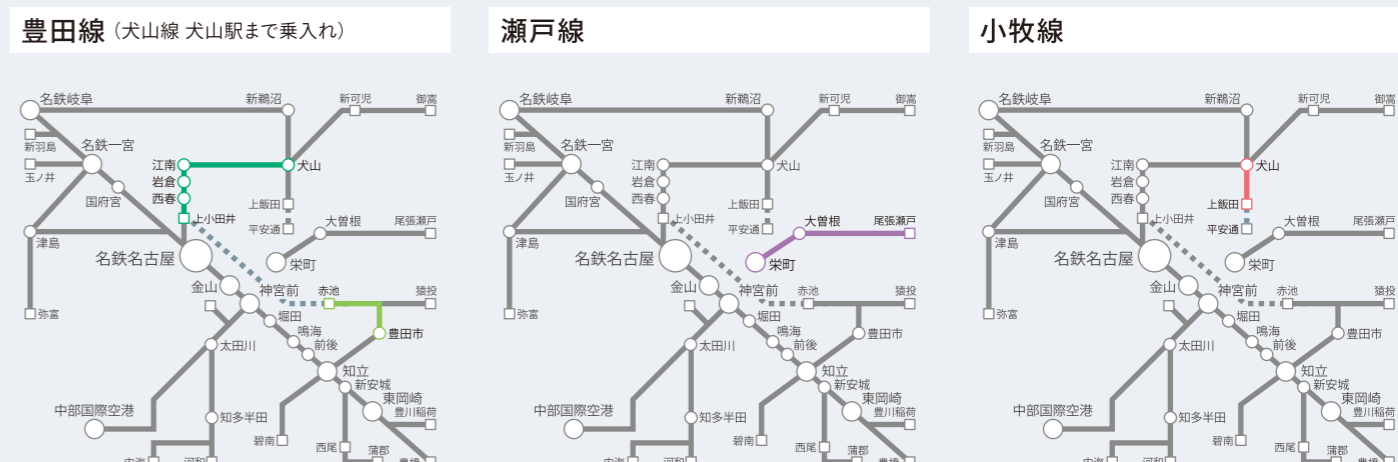 豊田線（犬山線 犬山駅まで乗入れ）
名鉄岐阜
新鵜沼
新可児
御嵩
新羽島
名鉄一宮
玉ノ井
江南
犬山
岩倉
国府宮
西春
上飯田
上小田井
平安通
大曽根
尾張瀬戸
津島
名鉄名古屋
栄町
金山
神宮前
赤池
猿投
弥富
堀田
鳴海
豊田市
太田川
前後
知立
新安城
東岡崎
中部国際空港
知多半田
豊川稲荷
碧南
西尾
蒲郡
瀬戸線
名鉄岐阜
新鵜沼
新可児
御嵩
新羽島
名鉄一宮
玉ノ井
江南
犬山
岩倉
国府宮
西春
上飯田
上小田井
平安通
大曽根
尾張瀬戸
津島
名鉄名古屋
栄町
金山
神宮前
赤池
猿投
弥富
堀田
鳴海
豊田市
太田川
前後
知立
新安城
東岡崎
中部国際空港
知多半田
豊川稲荷
碧南
西尾
蒲郡
小牧線
名鉄岐阜
新鵜沼
新可児
御嵩
新羽島
名鉄一宮
玉ノ井
江南
犬山
岩倉
国府宮
西春
上飯田
上小田井
平安通
大曽根
尾張瀬戸
津島
名鉄名古屋
栄町
金山
神宮前
赤池
猿投
弥富
堀田
鳴海
豊田市
太田川
前後
知立
新安城
東岡崎
中部国際空港
知多半田
豊川稲荷
碧南
西尾
蒲郡